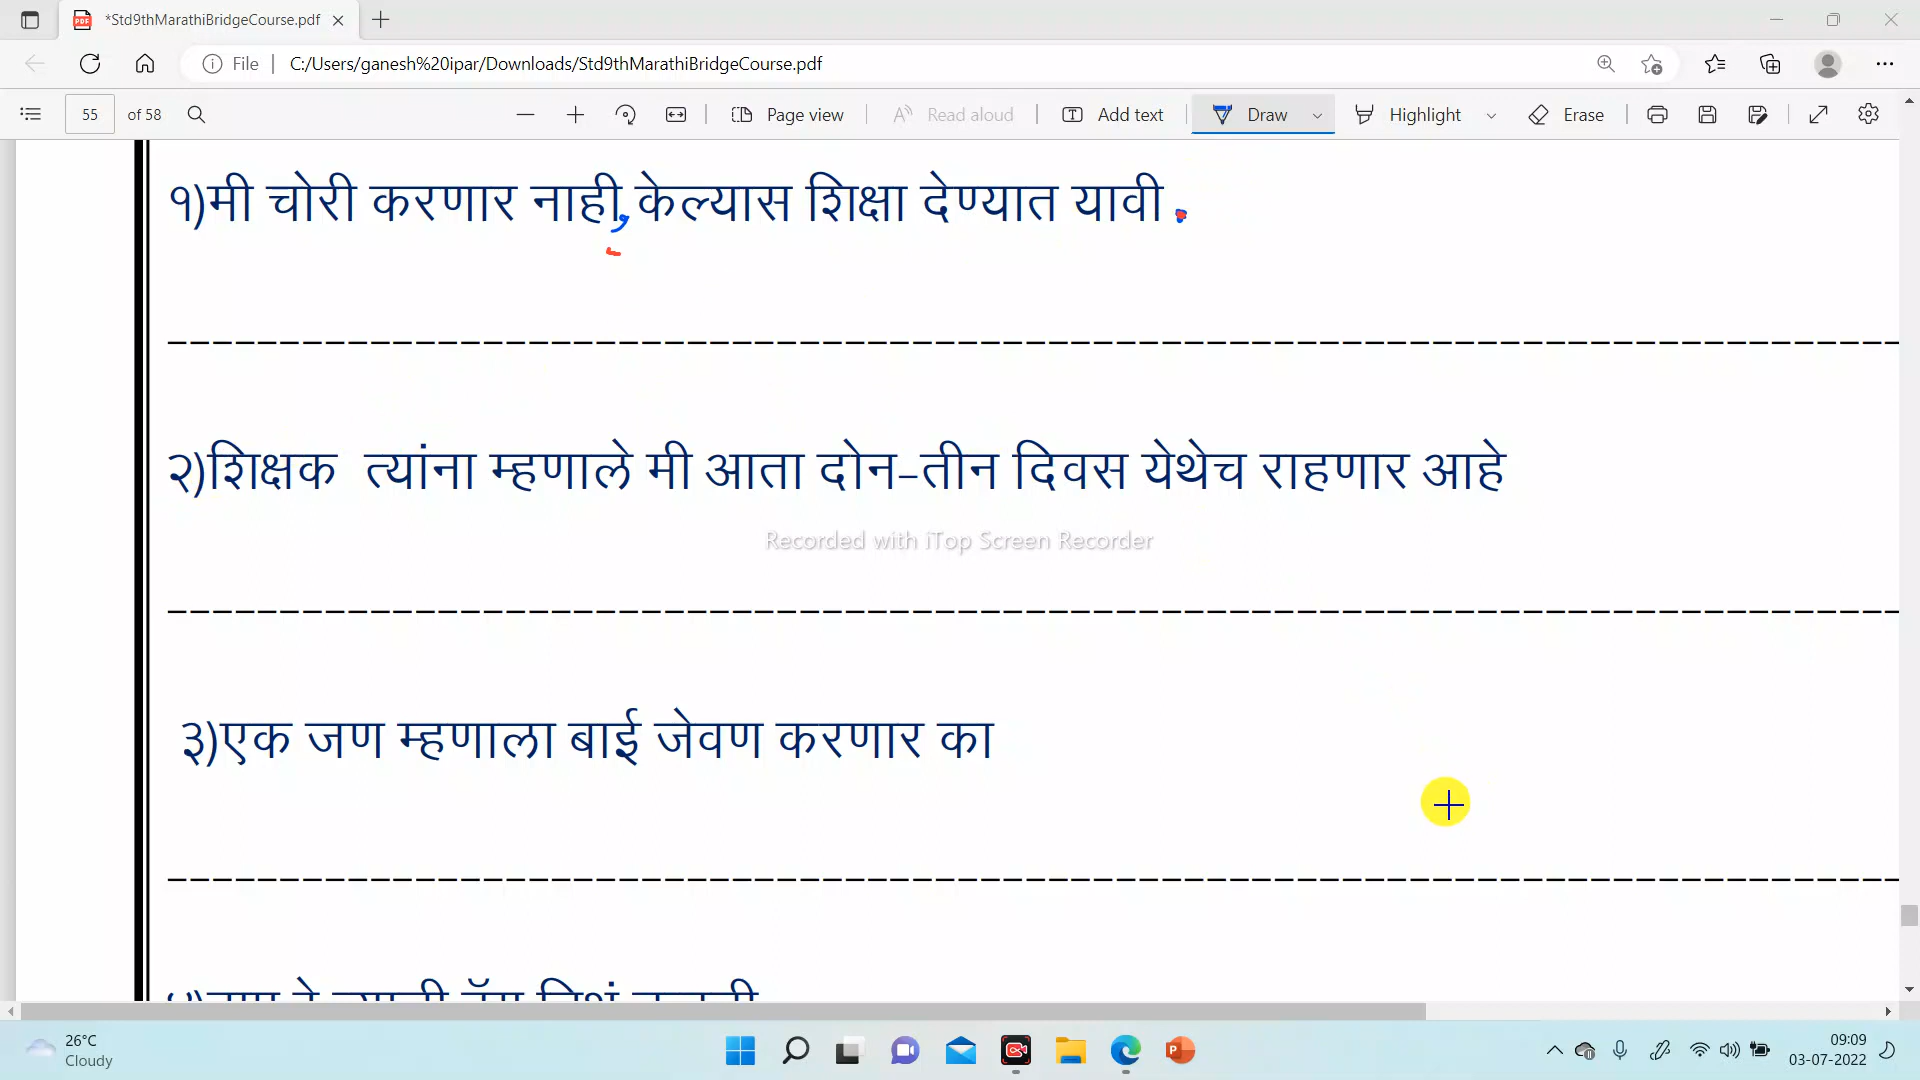 *Std9thMarathiBridgeCourse.pdf
File C:/Users/ganesh%20ipar/Downloads/Std9thMarathiBridgeCourse.pdf
55 of 58 Page view Read aloud Add text Draw Highlight Erase
१)मी चोरी करणार नाही, केल्यास शिक्षा देण्यात यावी .
२)शिक्षक त्यांना म्हणाले मी आता दोन-तीन दिवस येथेच राहणार आहे
Recorded with iTop Screen Recorder
३)एक जण म्हणाला बाई जेवण करणार का
26°C
Cloudy
09:09
03-07-2022